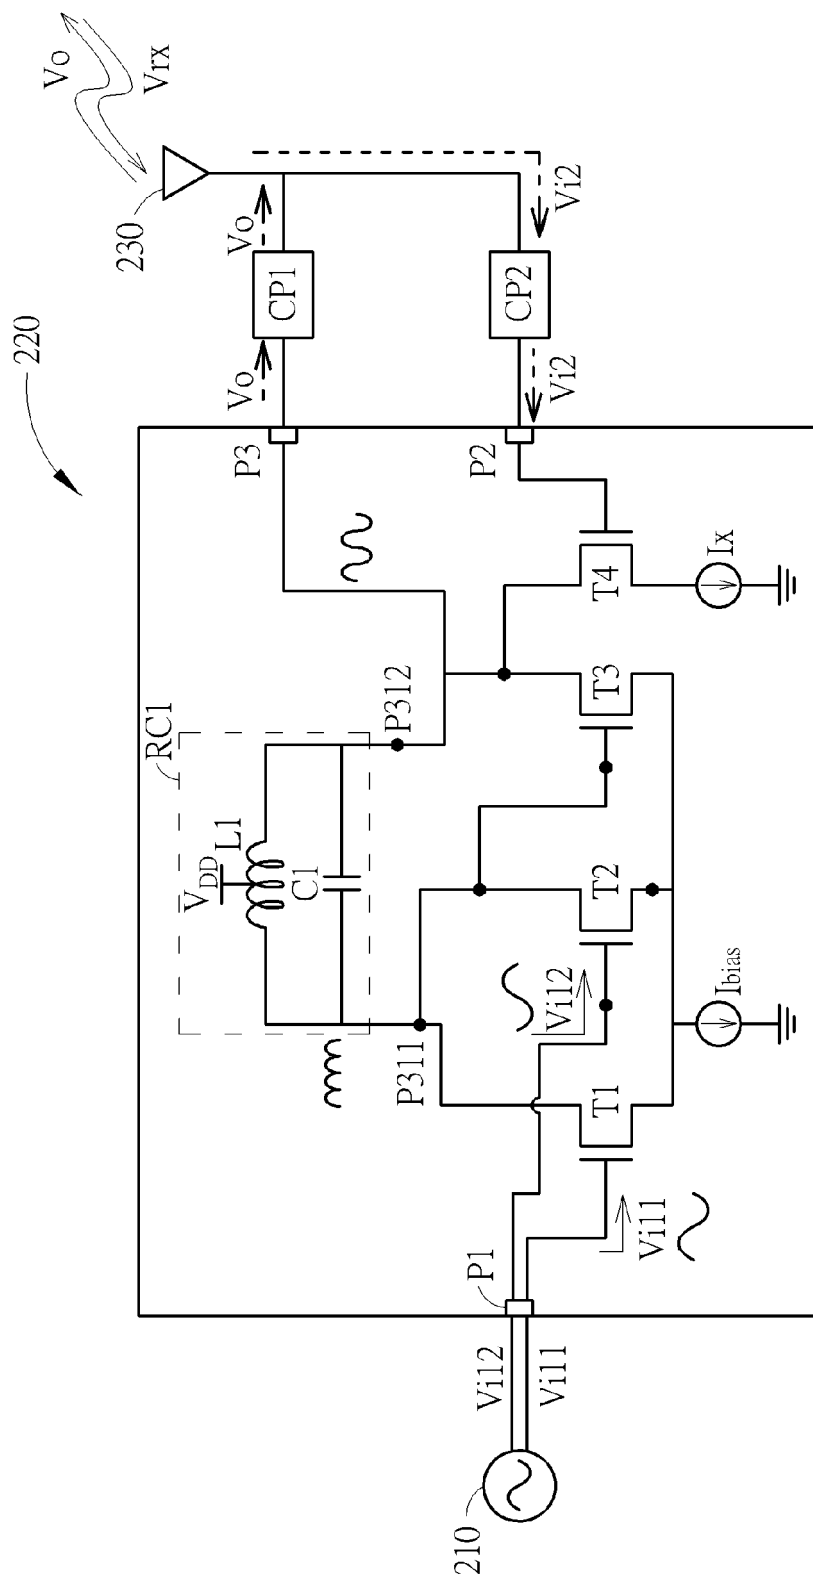 220
Vo
Vrx
230
Vo
CP1
Vo
Vi2
CP2
Vi2
P3
P2
RC1
VDD
L1
C1
P312
P311
T4
Ix
T3
T2
T1
Vi12
Ibias
Vi11
P1
Vi12
Vi11
210